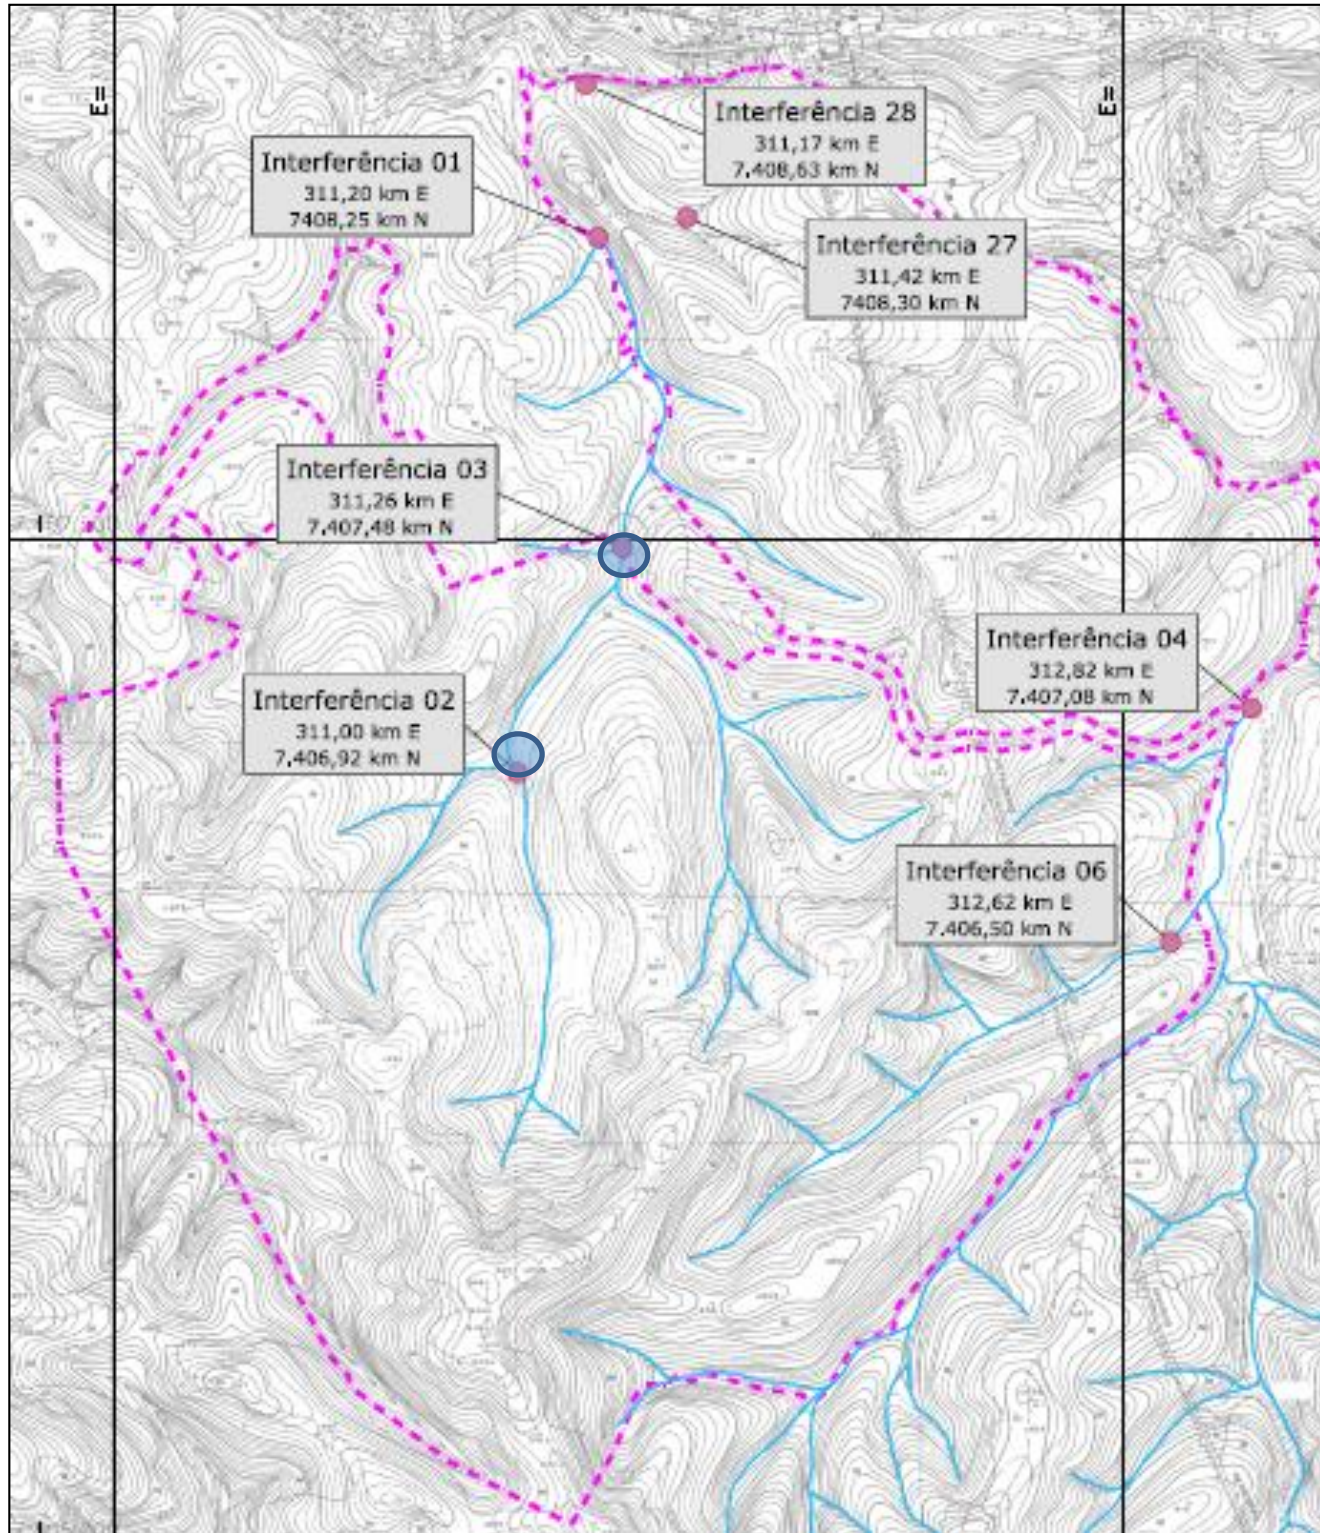 E=
E=
Interferência 28
311,17 km E
7.408,63 km N
Interferência 01
311,20 km E
7408,25 km N
Interferência 27
311,42 km E
7408,30 km N
Interferência 03
311,26 km E
7.407,48 km N
Interferência 04
312,82 km E
7.407,08 km N
Interferência 02
311,00 km E
7.406,92 km N
Interferência 06
312,62 km E
7.406,50 km N